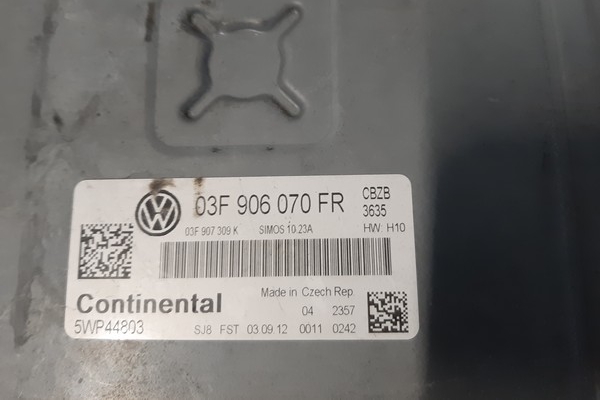 03F 906 070 FR
CBZB
3635
03F 907 309 K SIMOS 10.23A
HW: H10
Continental
Made in Czech Rep.
04 2357
5WP44803
SJ8 FST 03.09.12 0011 0242